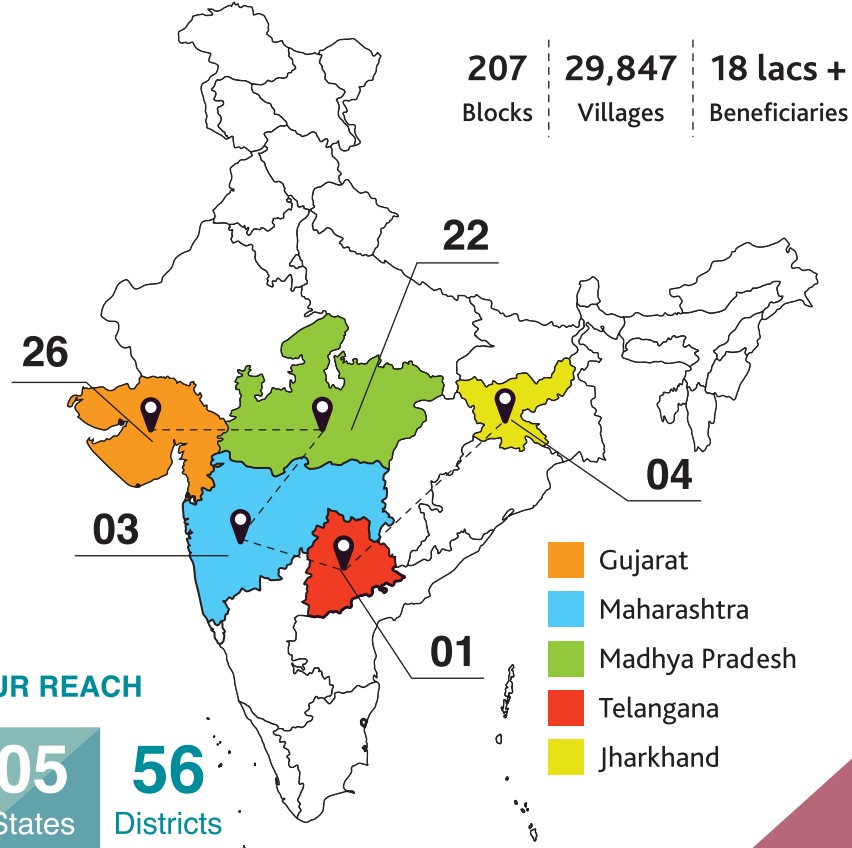 207
Blocks
29,847
Villages
18 lacs +
Beneficiaries
22
26
04
03
01
Gujarat
Maharashtra
Madhya Pradesh
Telangana
Jharkhand
UR REACH
05
States
56
Districts